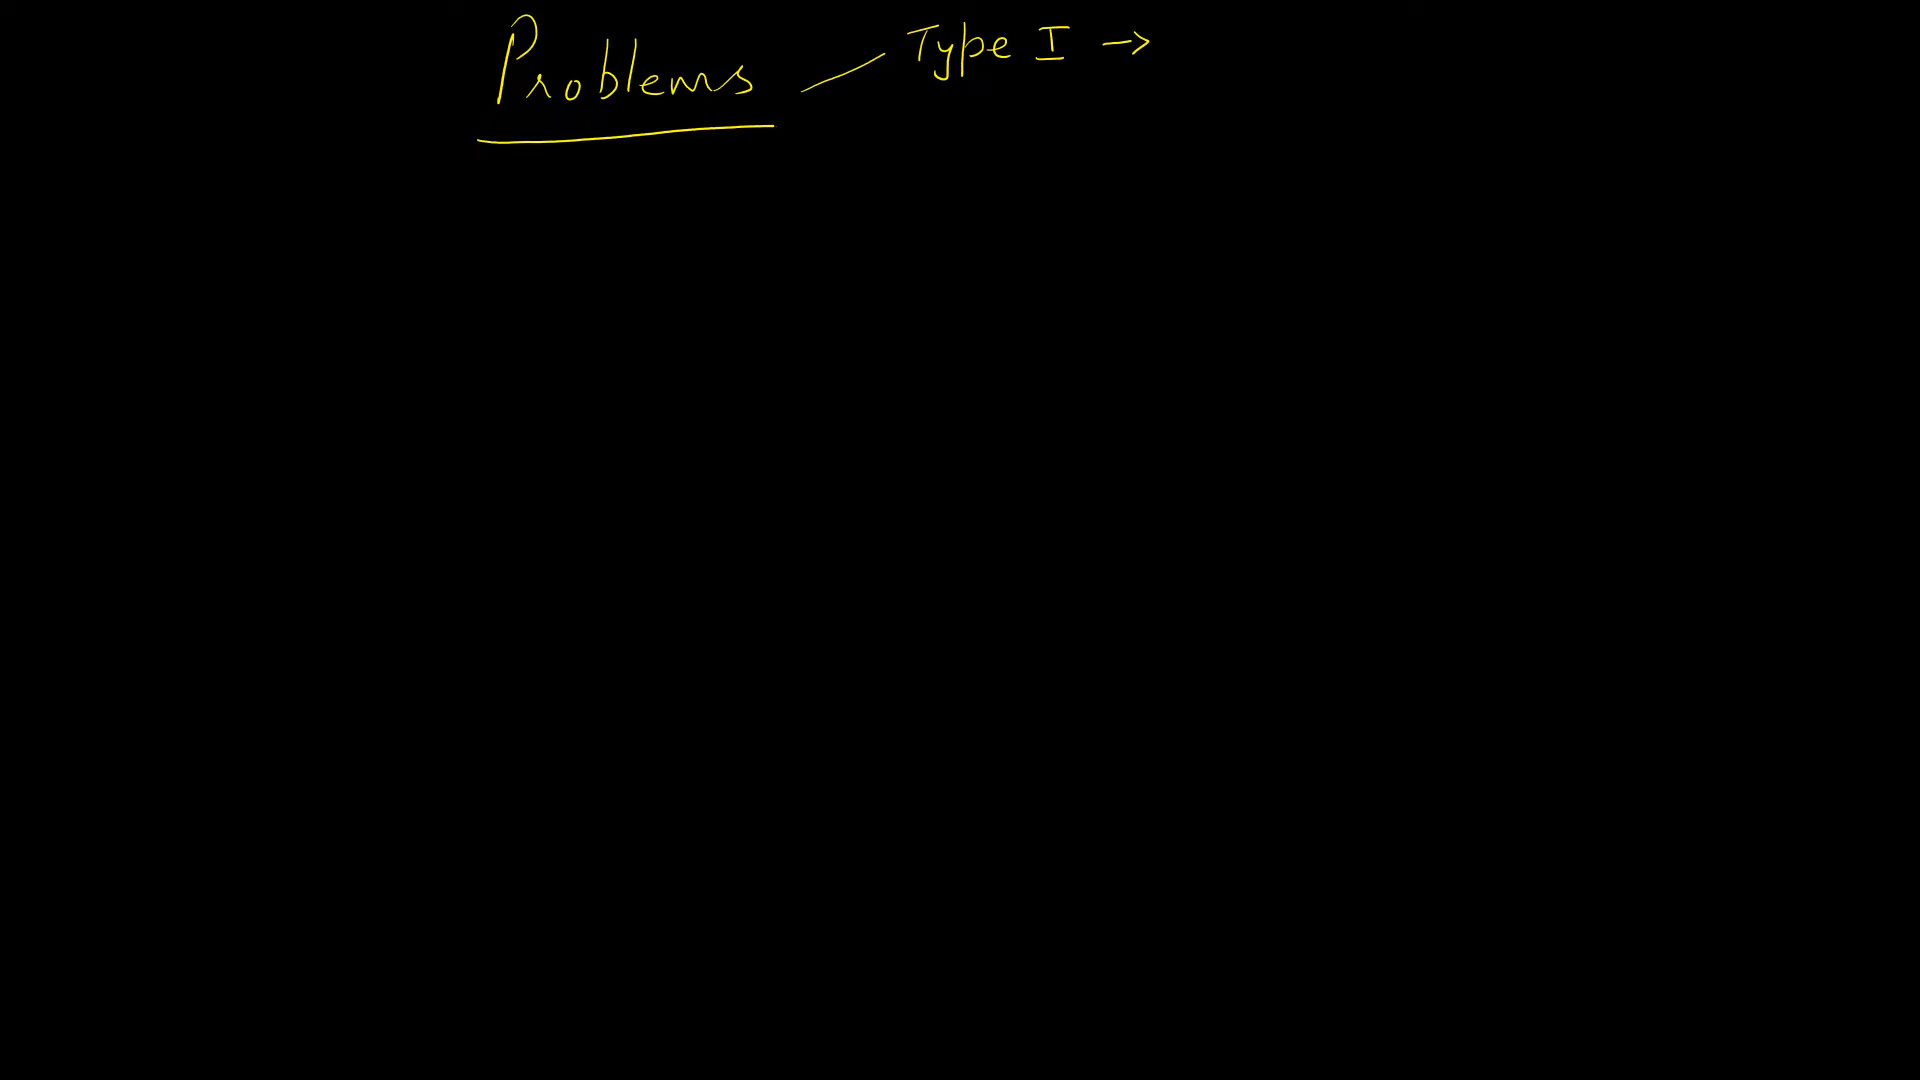 Problems — Type I →